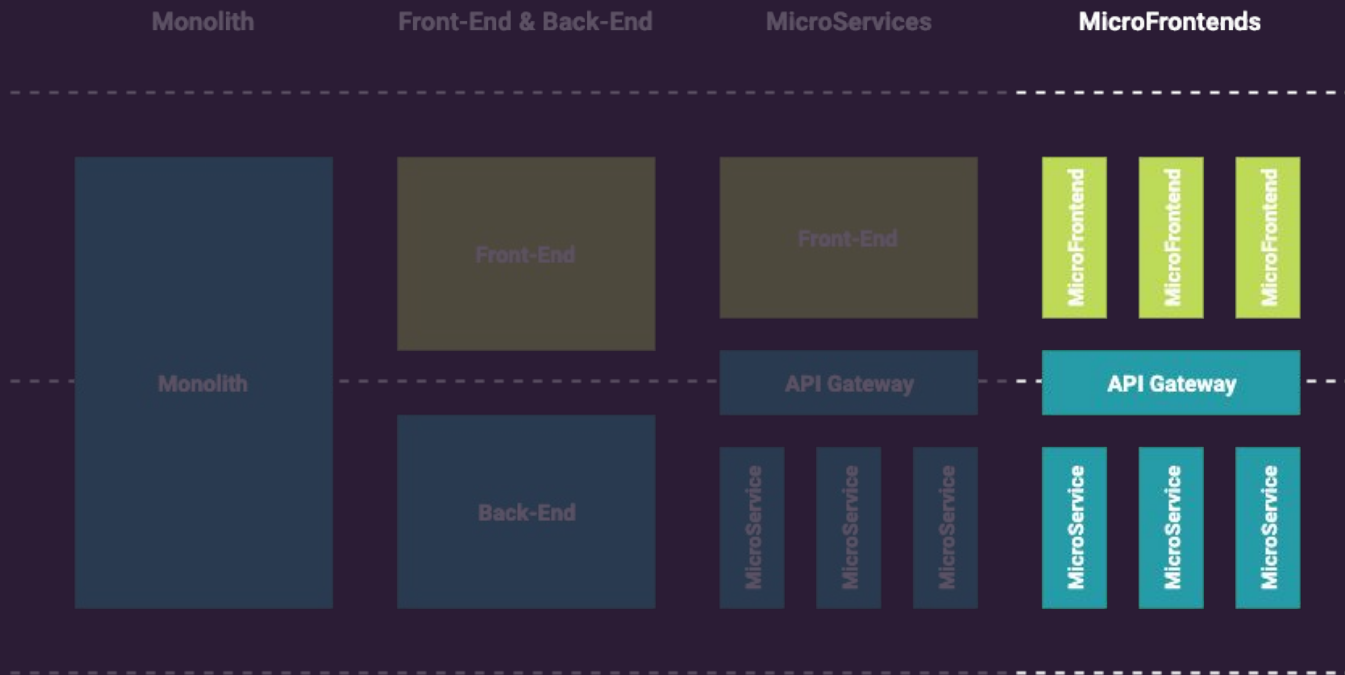 Monolith
Front-End & Back-End
MicroServices
MicroFrontends
Monolith
Front-End
Back-End
Front-End
API Gateway
MicroService
MicroService
MicroService
MicroFrontend
MicroFrontend
MicroFrontend
API Gateway
MicroService
MicroService
MicroService